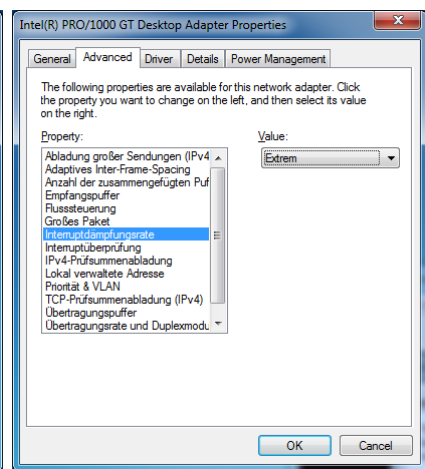 Intel(R) PRO/1000 GT Desktop Adapter Properties
General Advanced Driver Details Power Management
The following properties are available for this network adapter. Click
the property you want to change on the left, and then select its value
on the right.
Property: Value:
Abladung großer Sendungen (IPv4 Extrem
Adaptives Inter-Frame-Spacing
Anzahl der zusammengefügten Puf
Empfangspuffer
Flusssteuerung
Großes Paket
Interruptdämpfungsrate
Interruptüberprüfung
IPv4-Prüfsummenabladung
Lokal verwaltete Adresse
Priorität & VLAN
TCP-Prüfsummenabladung (IPv4)
Übertragungspuffer
Übertragungsrate und Duplexmodu
OK Cancel